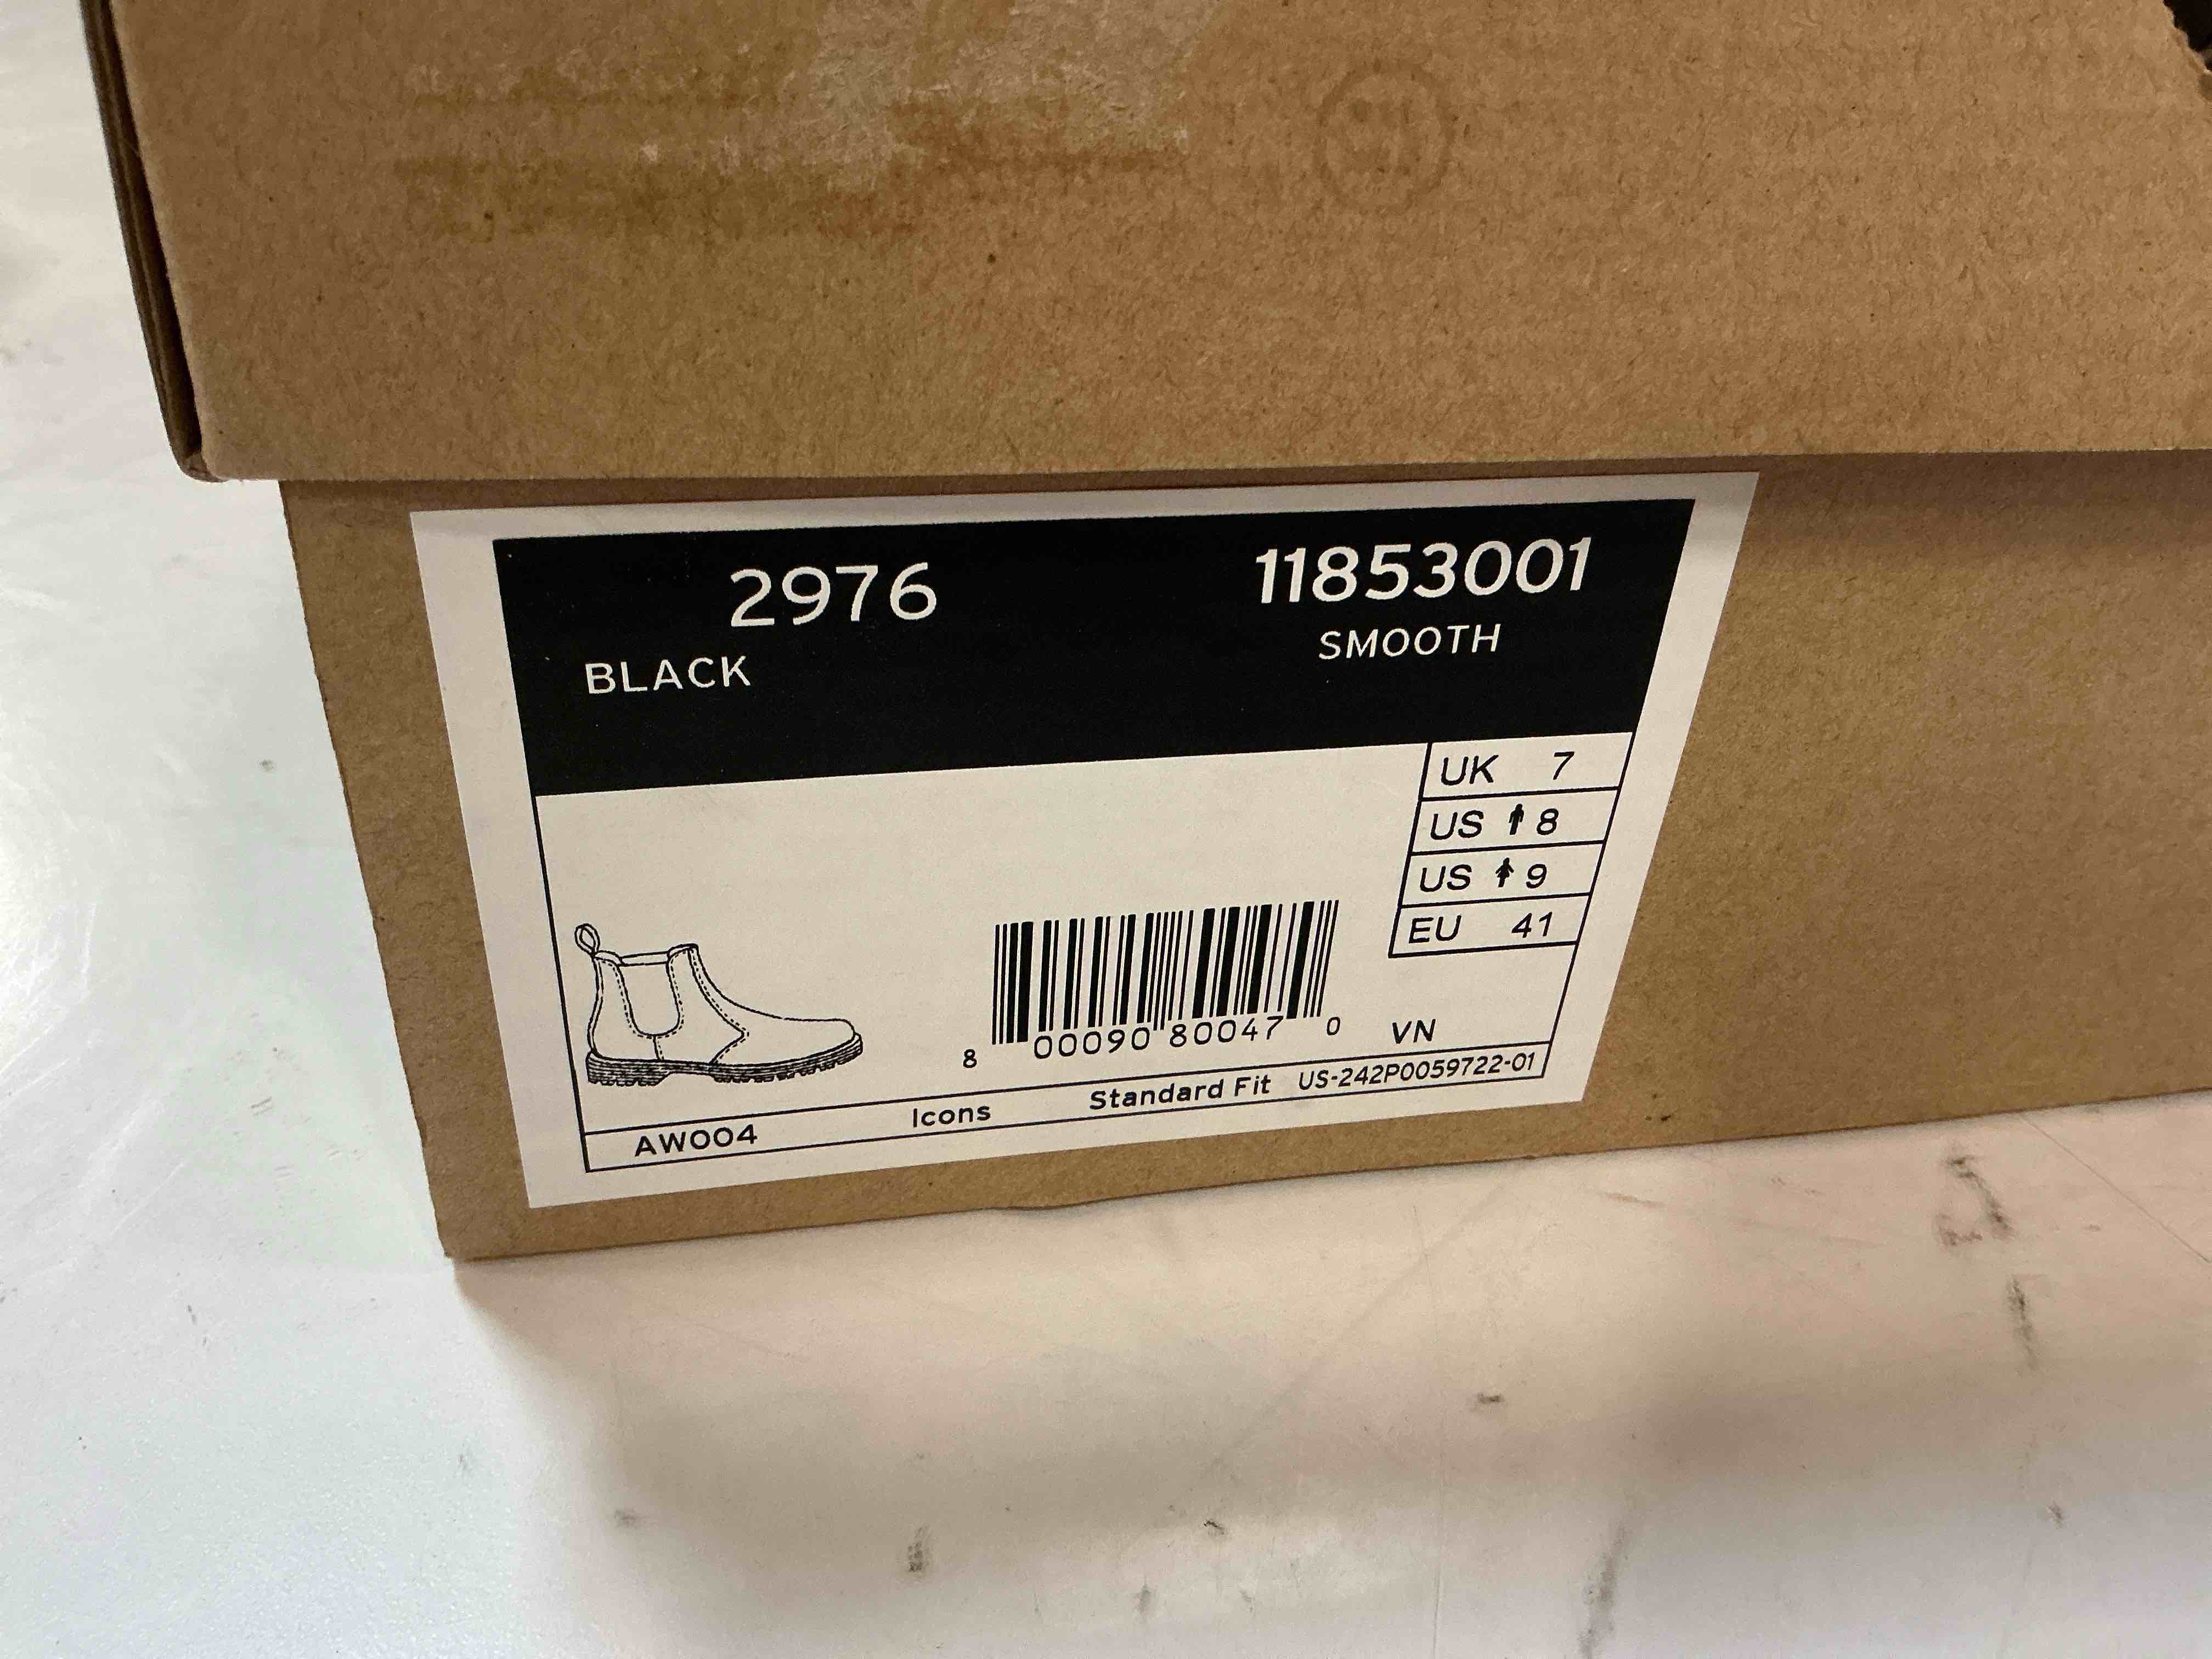 2976 11853001
BLACK SMOOTH
UK 7
US 8
US 9
EU 41
8 00090 80047 0 VN
AW004 Icons Standard Fit US-242P0059722-01